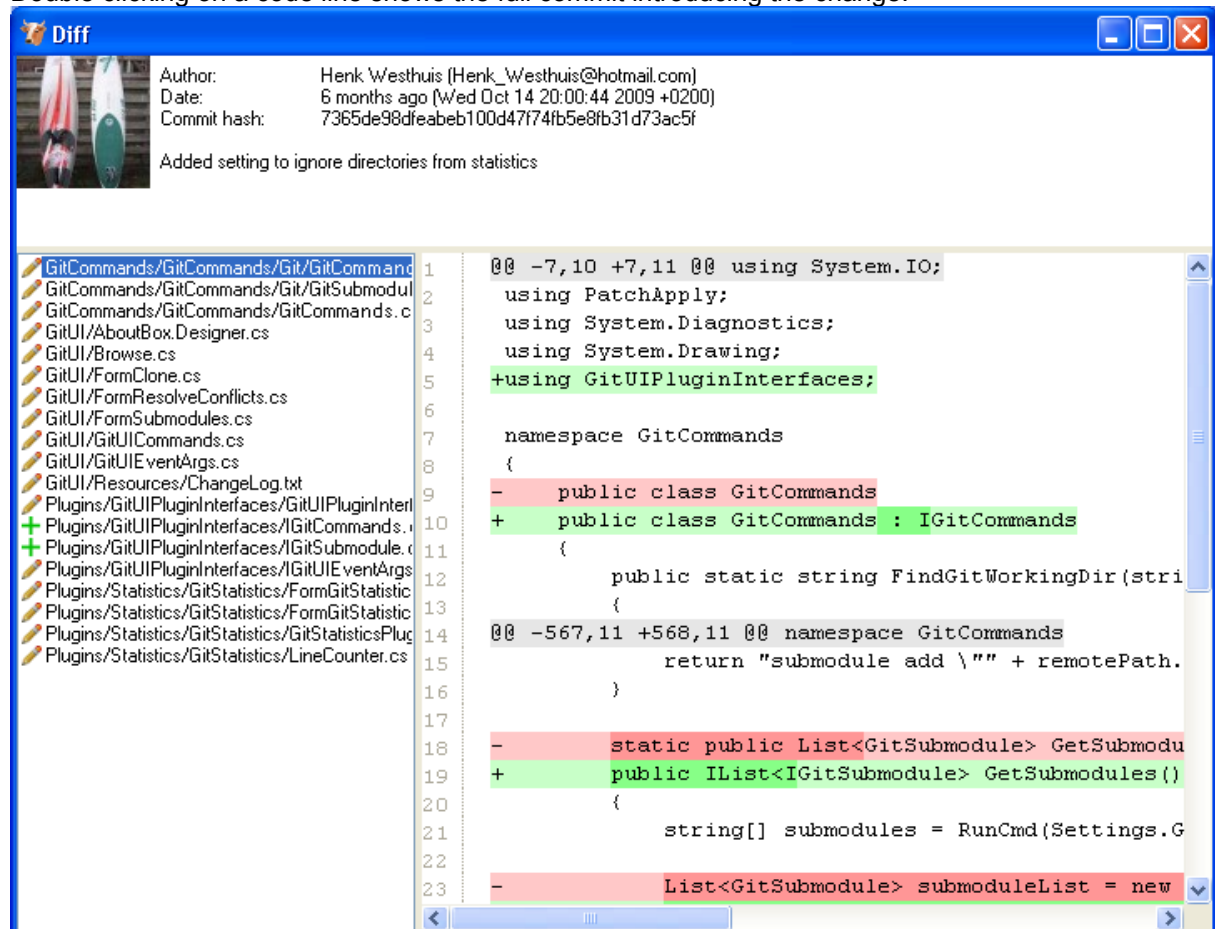 Double clicking on a code line shows the full commit introducing the change.
Diff
Author: Henk Westhuis (Henk_Westhuis@hotmail.com)
Date: 6 months ago (Wed Oct 14 20:00:44 2009 +0200)
Commit hash: 7365de98dfeabeb100d47f74fb5e8fb31d73ac5f
Added setting to ignore directories from statistics
GitCommands/GitCommands/Git/GitCommand
GitCommands/GitCommands/Git/GitSubmodul
GitCommands/GitCommands/GitCommands.c
GitUI/AboutBox.Designer.cs
GitUI/Browse.cs
GitUI/FormClone.cs
GitUI/FormResolveConflicts.cs
GitUI/FormSubmodules.cs
GitUI/GitUICommands.cs
GitUI/GitUIEventArgs.cs
GitUI/Resources/ChangeLog.txt
Plugins/GitUIPluginInterfaces/GitUIPluginInterf
Plugins/GitUIPluginInterfaces/IGitCommands.
Plugins/GitUIPluginInterfaces/IGitSubmodule.c
Plugins/GitUIPluginInterfaces/IGitUIEventArgs
Plugins/Statistics/GitStatistics/FormGitStatistic
Plugins/Statistics/GitStatistics/FormGitStatistic
Plugins/Statistics/GitStatistics/GitStatisticsPlug
Plugins/Statistics/GitStatistics/LineCounter.cs
1 @@ -7,10 +7,11 @@ using System.IO;
2 using PatchApply;
3 using System.Diagnostics;
4 using System.Drawing;
5 +using GitUIPluginInterfaces;
6
7 namespace GitCommands
8 {
9 - public class GitCommands
10 + public class GitCommands : IGitCommands
11 {
12 public static string FindGitWorkingDir(stri
13 {
14 @@ -567,11 +568,11 @@ namespace GitCommands
15 return "submodule add \"" + remotePath.
16 }
17
18 - static public List<GitSubmodule> GetSubmodu
19 + public IList<IGitSubmodule> GetSubmodules()
20 {
21 string[] submodules = RunCmd(Settings.G
22
23 - List<GitSubmodule> submoduleList = new